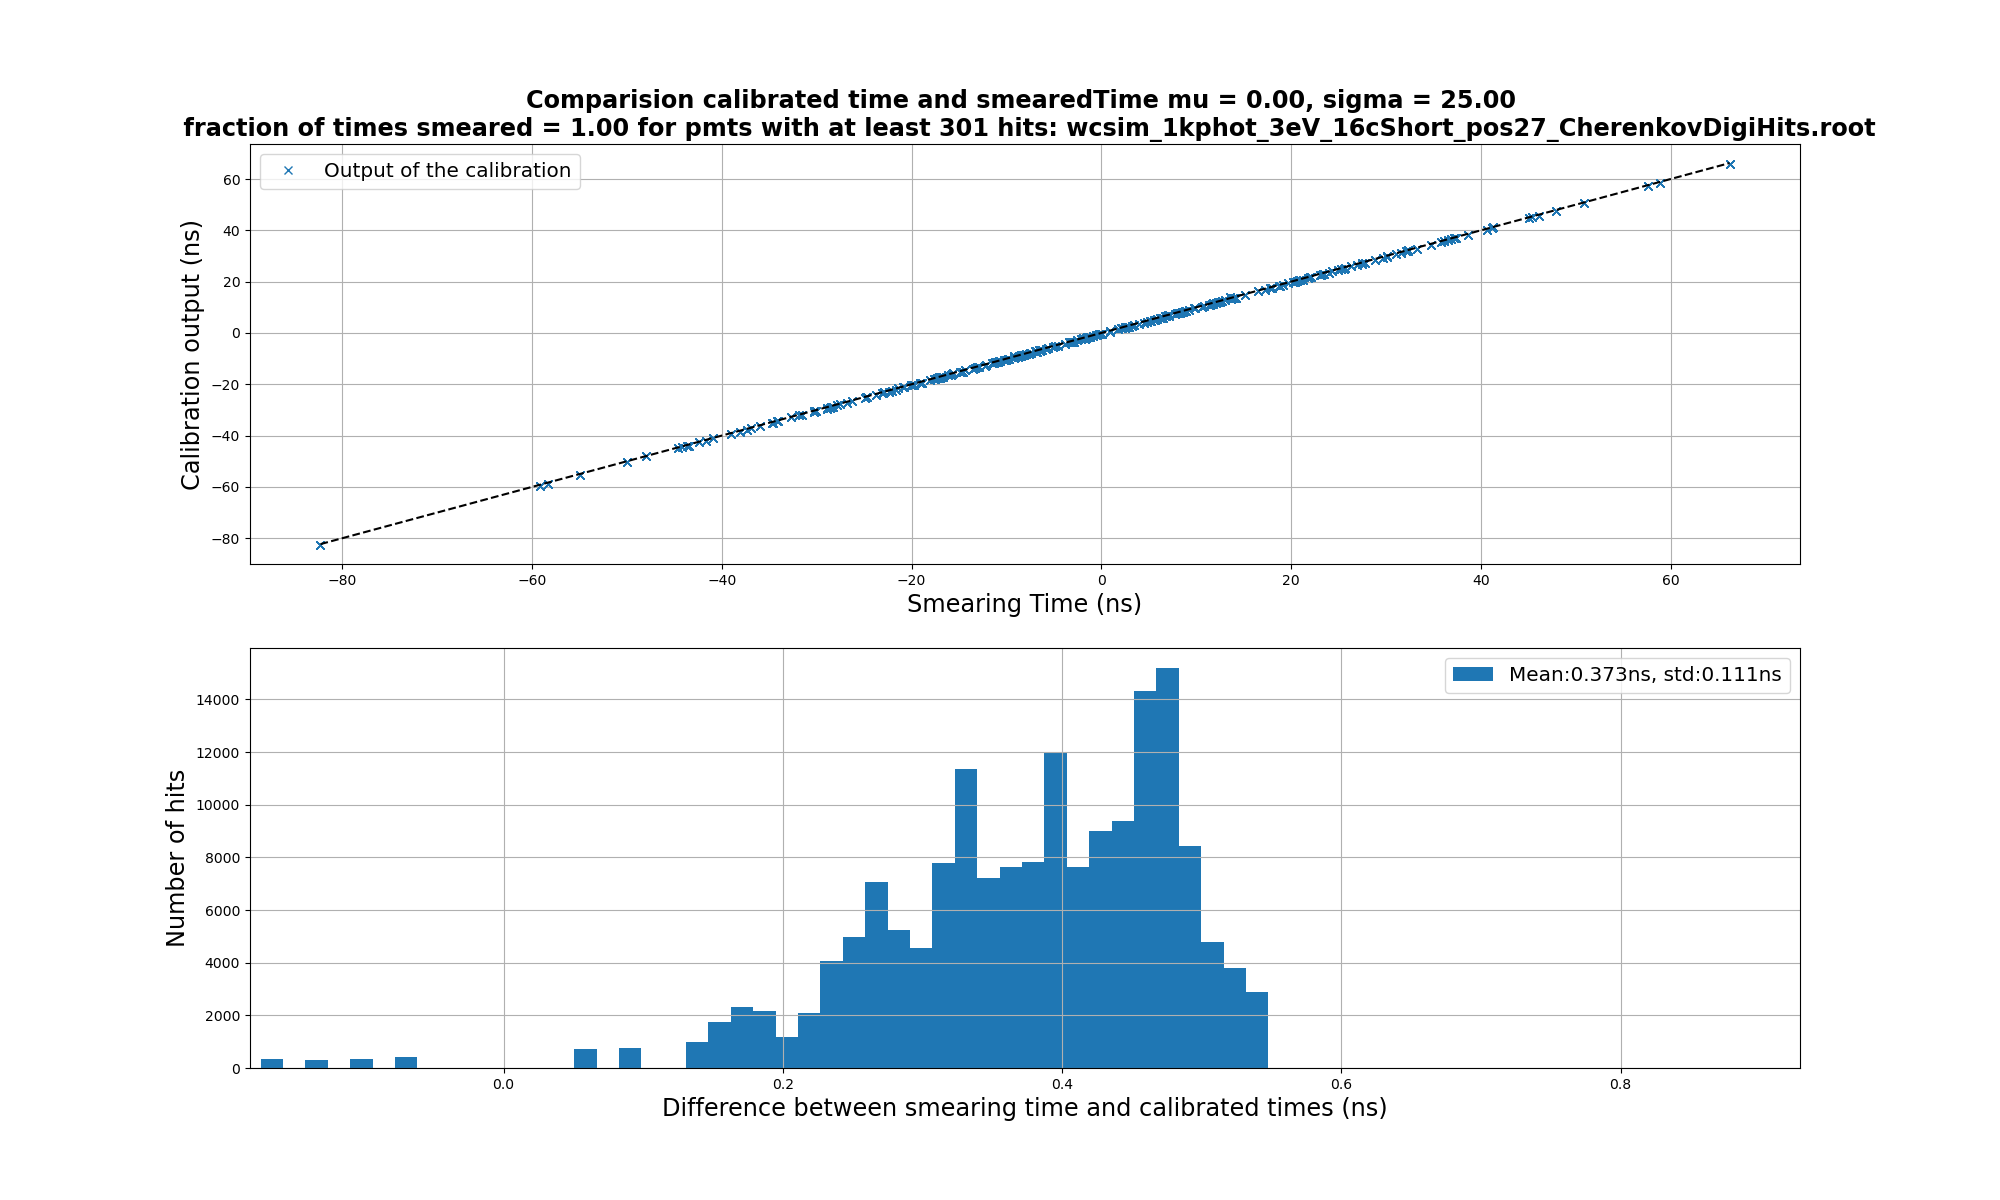 Comparision calibrated time and smearedTime mu = 0.00, sigma = 25.00
fraction of times smeared = 1.00 for pmts with at least 301 hits: wcsim_1kphot_3eV_16cShort_pos27_CherenkovDigiHits.root
Output of the calibration
Calibration output (ns)
60
40
20
0
−20
−40
−60
−80
−80 −60 −40 −20 0 20 40 60
Smearing Time (ns)
Mean:0.373ns, std:0.111ns
Number of hits
14000
12000
10000
8000
6000
4000
2000
0
0.0 0.2 0.4 0.6 0.8
Difference between smearing time and calibrated times (ns)